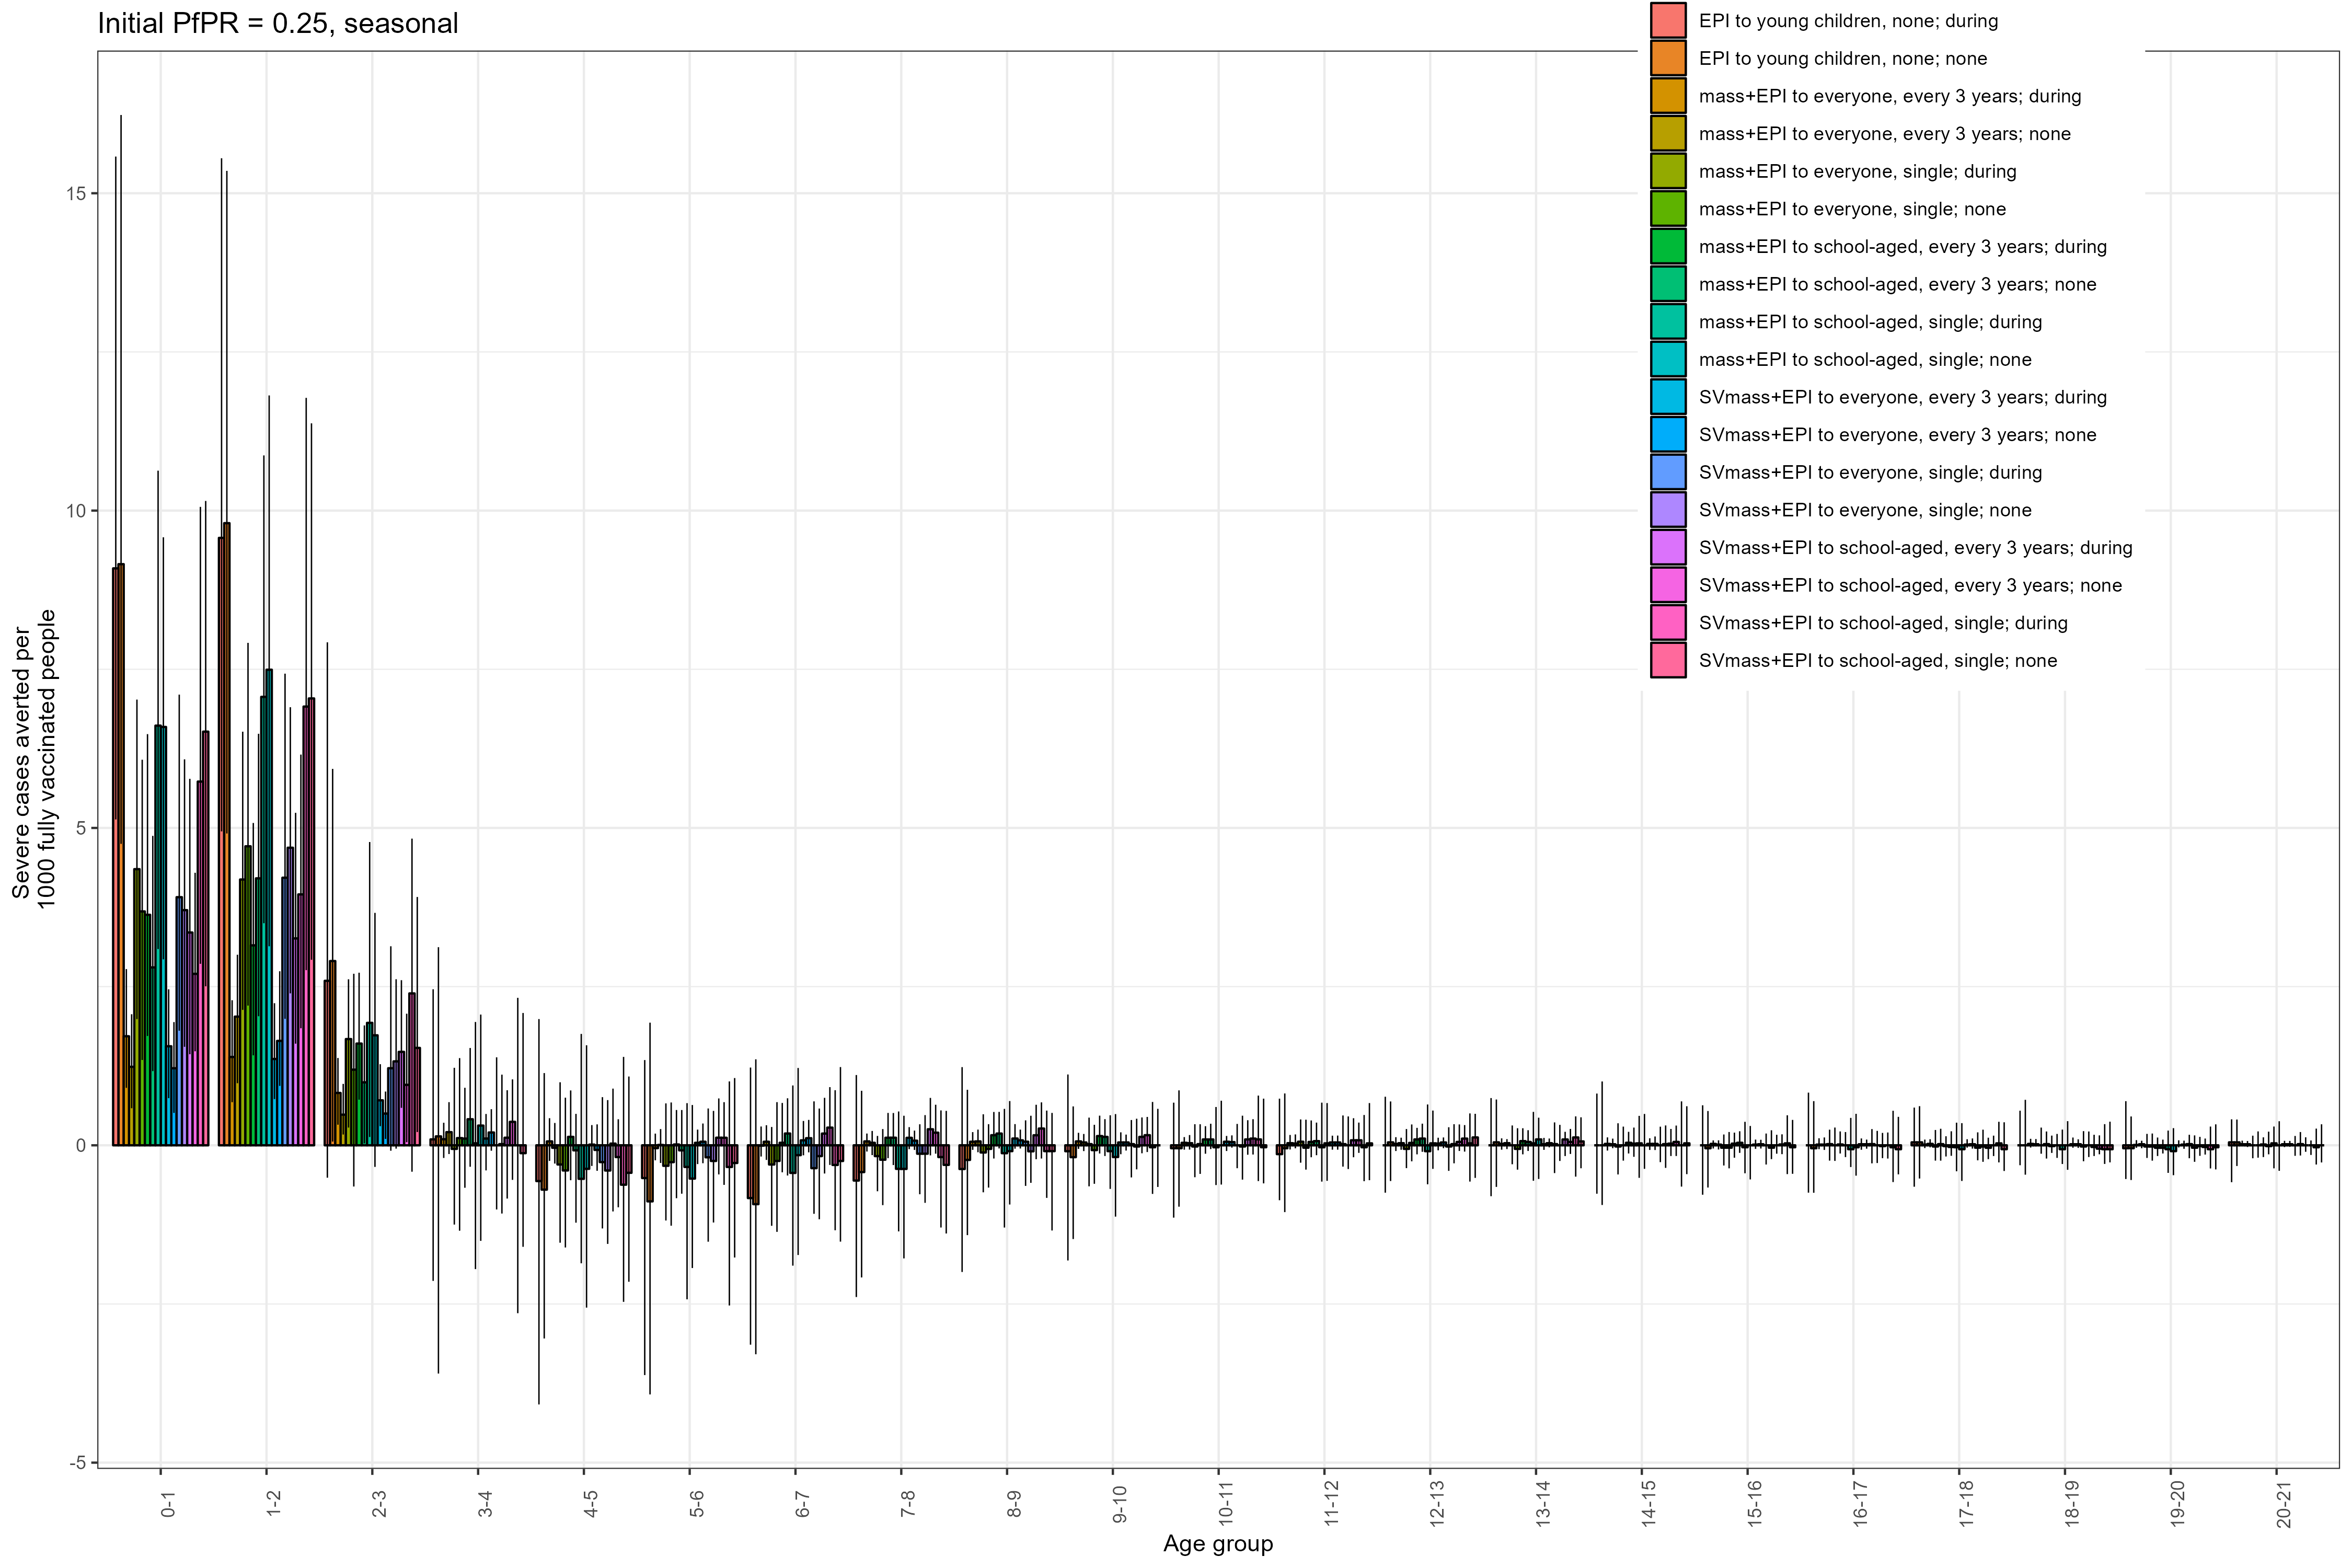 Initial PfPR = 0.25, seasonal
EPI to young children, none; during
EPI to young children, none; none
mass+EPI to everyone, every 3 years; during
mass+EPI to everyone, every 3 years; none
mass+EPI to everyone, single; during
mass+EPI to everyone, single; none
mass+EPI to school-aged, every 3 years; during
mass+EPI to school-aged, every 3 years; none
mass+EPI to school-aged, single; during
mass+EPI to school-aged, single; none
SVmass+EPI to everyone, every 3 years; during
SVmass+EPI to everyone, every 3 years; none
SVmass+EPI to everyone, single; during
SVmass+EPI to everyone, single; none
SVmass+EPI to school-aged, every 3 years; during
SVmass+EPI to school-aged, every 3 years; none
SVmass+EPI to school-aged, single; during
SVmass+EPI to school-aged, single; none
Severe cases averted per
1000 fully vaccinated people
15
10
5
0
-5
0-1
1-2
2-3
3-4
4-5
5-6
6-7
7-8
8-9
9-10
10-11
11-12
12-13
13-14
14-15
15-16
16-17
17-18
18-19
19-20
20-21
Age group